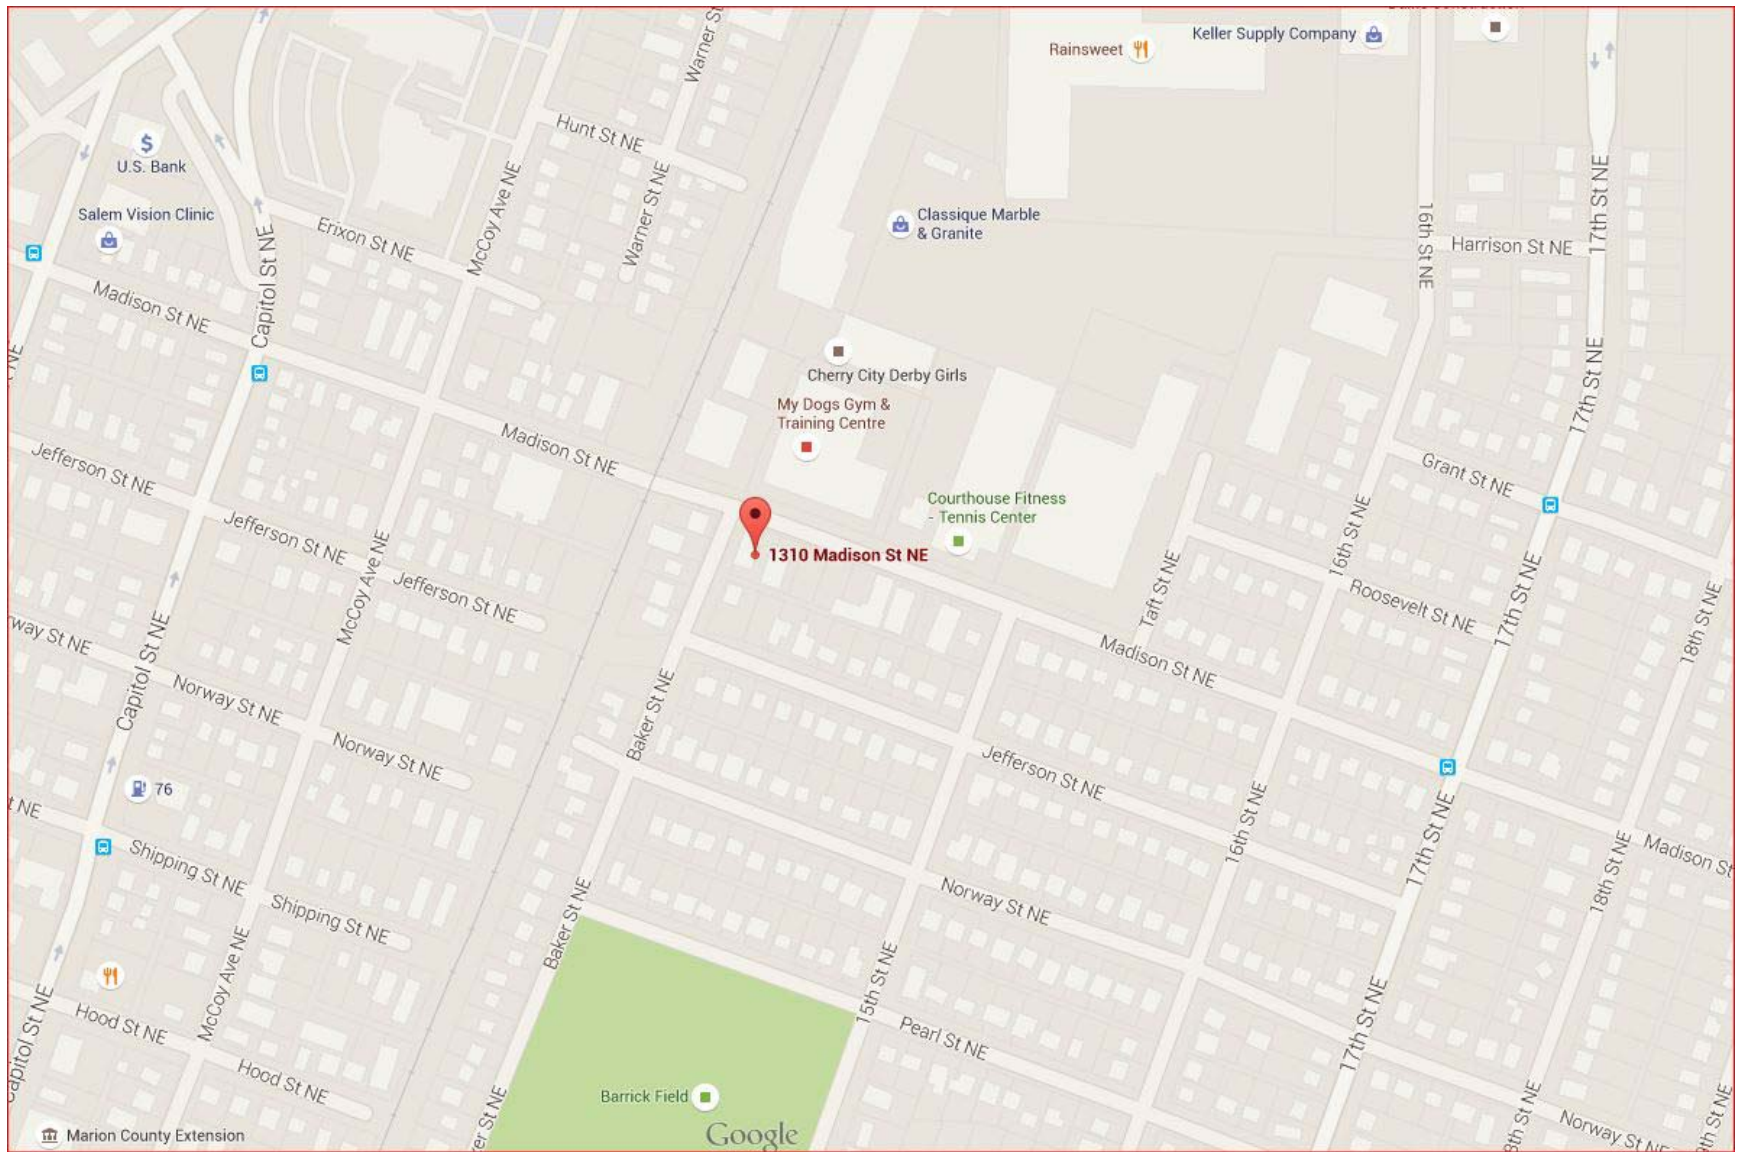 Warner St
Rainsweet
Keller Supply Company
Hunt St NE
U.S. Bank
McCoy Ave NE
Warner St NE
17th St NE
16th St NE
Salem Vision Clinic
Classique Marble
& Granite
Erixon St NE
Capitol St NE
Harrison St NE
Madison St NE
17th St NE
Cherry City Derby Girls
My Dogs Gym &
Training Centre
Madison St NE
Jefferson St NE
Grant St NE
Courthouse Fitness
- Tennis Center
Jefferson St NE
16th St NE
1310 Madison St NE
McCoy Ave NE
Jefferson St NE
Taft St NE
Roosevelt St NE
17th St NE
18th St NE
way St NE
Capitol St NE
Madison St NE
Norway St NE
Baker St NE
Norway St NE
Jefferson St NE
76
t NE
16th St NE
17th St NE
Madison St
18th St NE
Shipping St NE
Shipping St NE
Norway St NE
Baker St NE
McCoy Ave NE
15th St NE
Capitol St NE
Hood St NE
Pearl St NE
17th St NE
Hood St NE
Barrick Field
er St NE
8th St NE
Norway St NE
Google
Marion County Extension